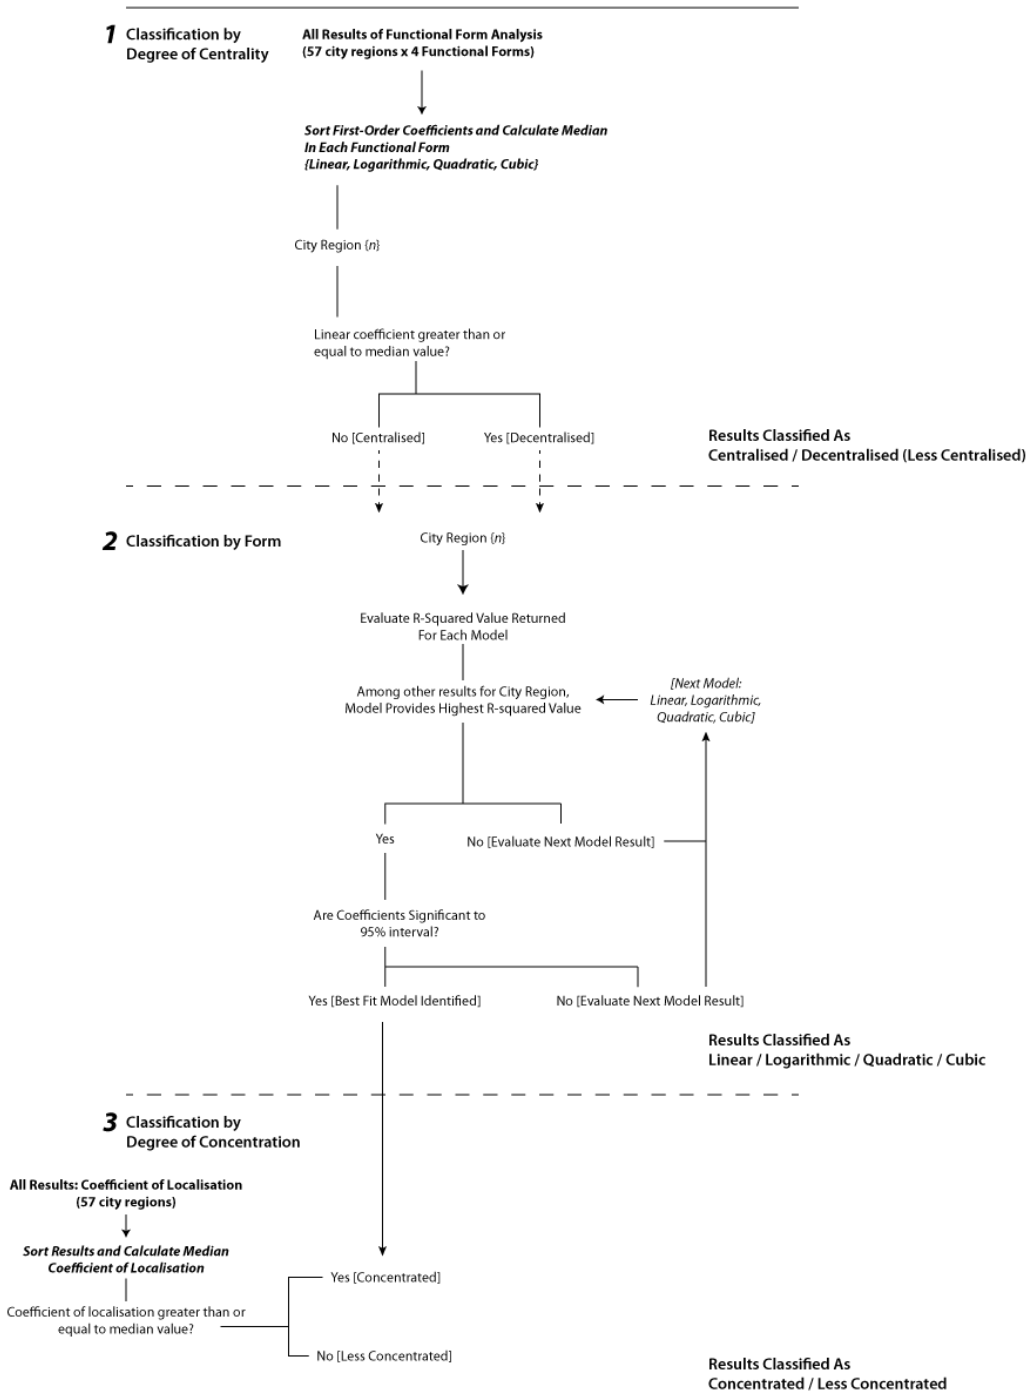 1 Classification by
Degree of Centrality
All Results of Functional Form Analysis
(57 city regions x 4 Functional Forms)
Sort First-Order Coefficients and Calculate Median
In Each Functional Form
{Linear, Logarithmic, Quadratic, Cubic}
City Region {n}
Linear coefficient greater than or
equal to median value?
No [Centralised]
Yes [Decentralised]
Results Classified As
Centralised / Decentralised (Less Centralised)
2 Classification by Form
City Region {n}
Evaluate R-Squared Value Returned
For Each Model
Among other results for City Region,
Model Provides Highest R-squared Value
[Next Model:
Linear, Logarithmic,
Quadratic, Cubic]
Yes
No [Evaluate Next Model Result]
Are Coefficients Significant to
95% interval?
Yes [Best Fit Model Identified]
No [Evaluate Next Model Result]
Results Classified As
Linear / Logarithmic / Quadratic / Cubic
3 Classification by
Degree of Concentration
All Results: Coefficient of Localisation
(57 city regions)
Sort Results and Calculate Median
Coefficient of Localisation
Coefficient of localisation greater than or
equal to median value?
Yes [Concentrated]
No [Less Concentrated]
Results Classified As
Concentrated / Less Concentrated